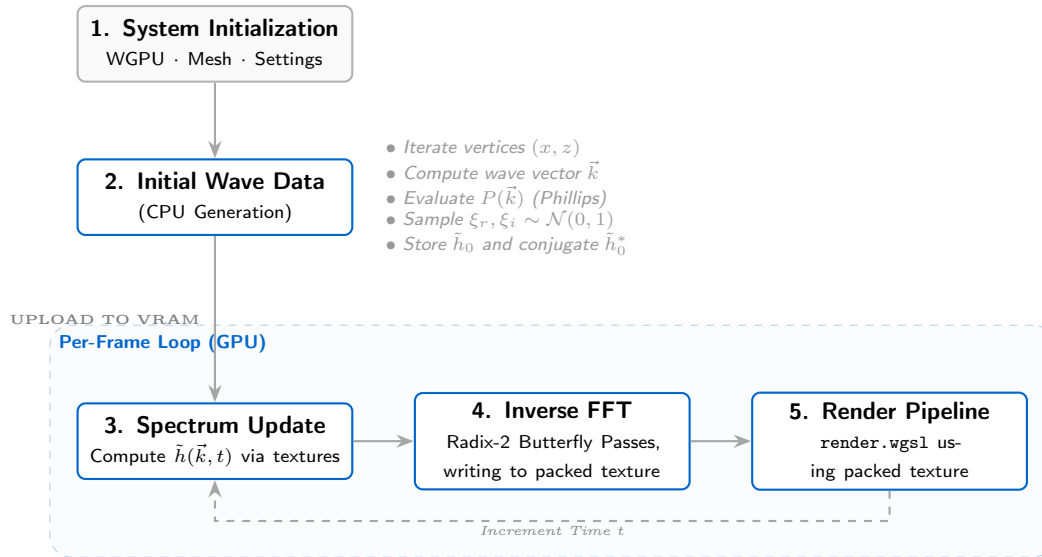 1. System Initialization
WGPU · Mesh · Settings
2. Initial Wave Data
(CPU Generation)
• Iterate vertices (x, z)
• Compute wave vector k⃗
• Evaluate P(k⃗) (Phillips)
• Sample ξᵣ, ξᵢ ∼ 𝒩(0, 1)
• Store h̃₀ and conjugate h̃₀*
UPLOAD TO VRAM
Per-Frame Loop (GPU)
3. Spectrum Update
Compute h̃(k⃗, t) via textures
4. Inverse FFT
Radix-2 Butterfly Passes,
writing to packed texture
5. Render Pipeline
render.wgsl us-
ing packed texture
Increment Time t